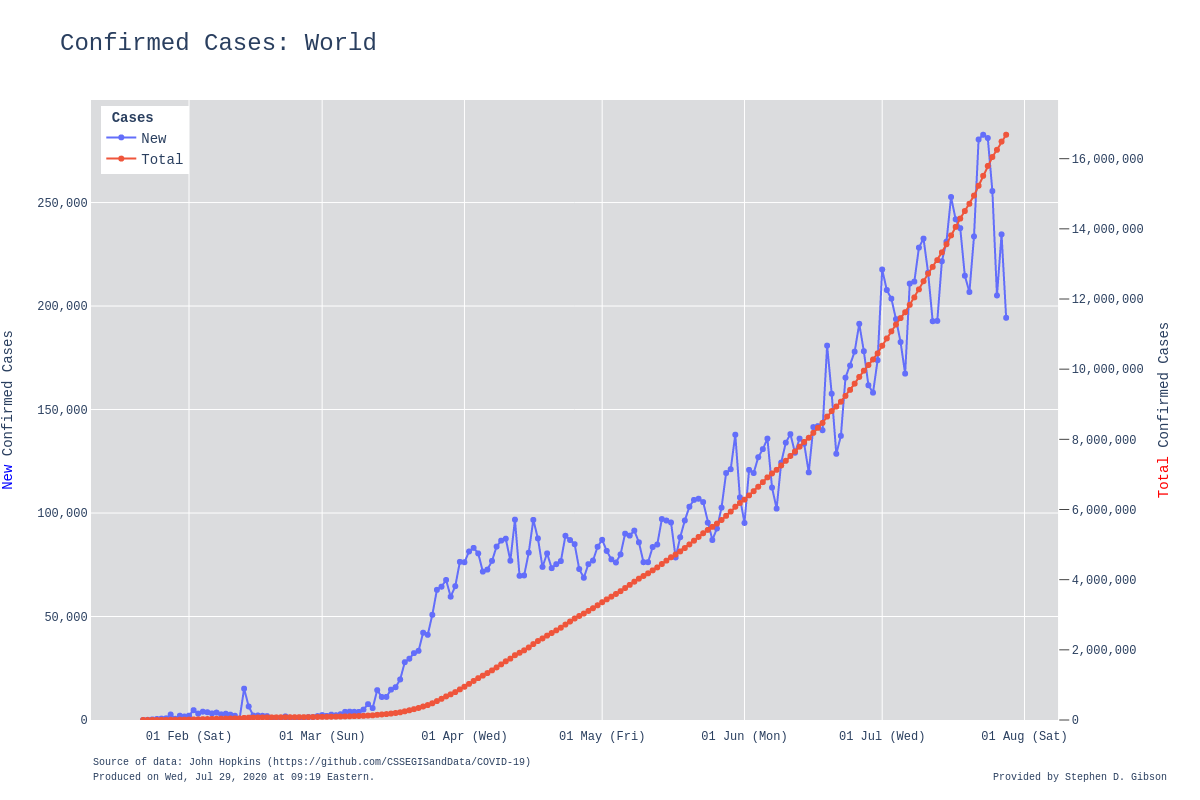 Confirmed Cases: World
Cases
New
Total
250,000
200,000
150,000
100,000
50,000
0
New Confirmed Cases
16,000,000
14,000,000
12,000,000
10,000,000
8,000,000
6,000,000
4,000,000
2,000,000
0
Total Confirmed Cases
01 Feb (Sat) 01 Mar (Sun) 01 Apr (Wed) 01 May (Fri) 01 Jun (Mon) 01 Jul (Wed) 01 Aug (Sat)
Source of data: John Hopkins (https://github.com/CSSEGISandData/COVID-19)
Produced on Wed, Jul 29, 2020 at 09:19 Eastern.
Provided by Stephen D. Gibson